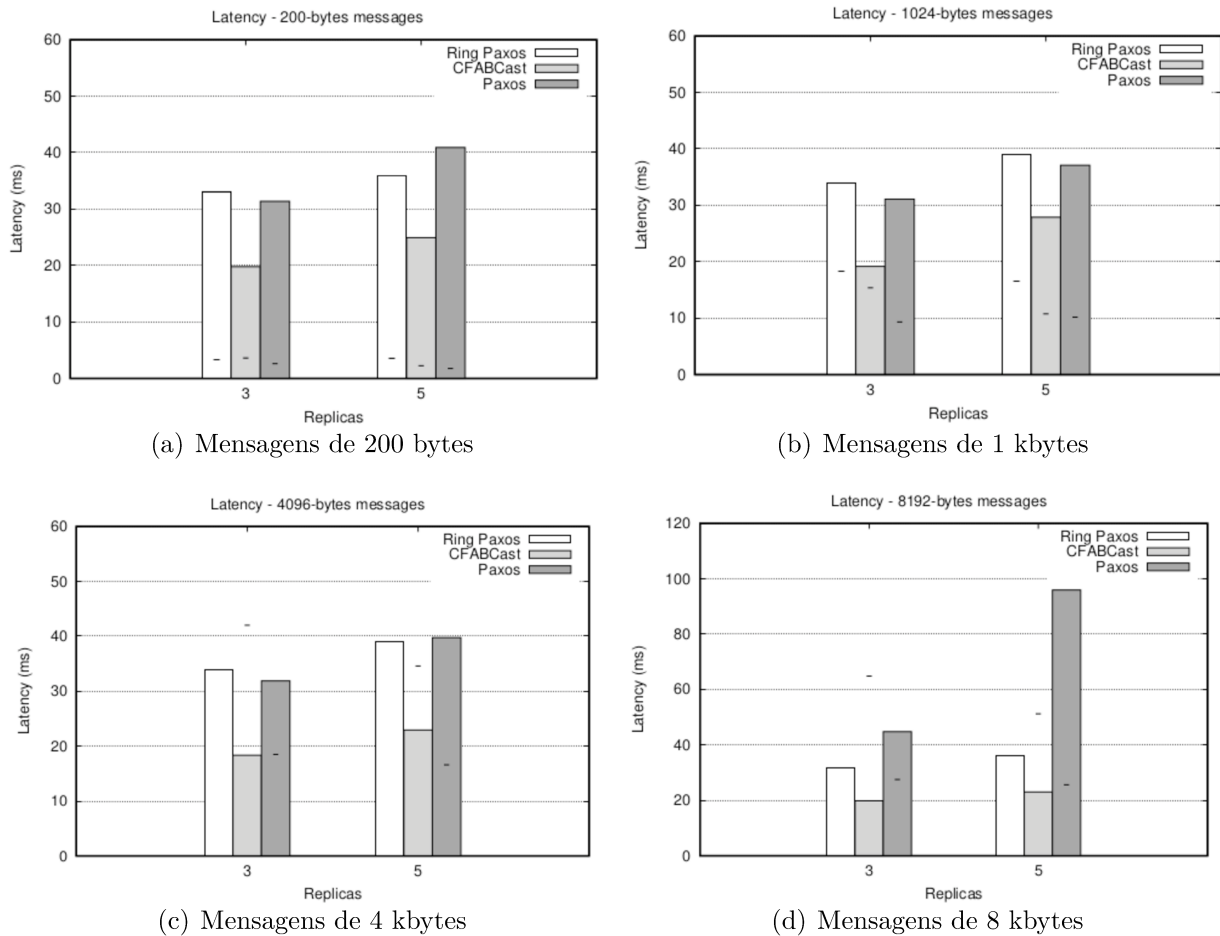 Latency - 200-bytes messages
60
50
40
30
20
10
0
Latency (ms)
Ring Paxos
CFABCast
Paxos
3
5
Replicas
(a) Mensagens de 200 bytes
Latency - 1024-bytes messages
60
50
40
30
20
10
0
Latency (ms)
Ring Paxos
CFABCast
Paxos
3
5
Replicas
(b) Mensagens de 1 kbytes
Latency - 4096-bytes messages
60
50
40
30
20
10
0
Latency (ms)
Ring Paxos
CFABCast
Paxos
3
5
Replicas
(c) Mensagens de 4 kbytes
Latency - 8192-bytes messages
120
100
80
60
40
20
0
Latency (ms)
Ring Paxos
CFABCast
Paxos
3
5
Replicas
(d) Mensagens de 8 kbytes